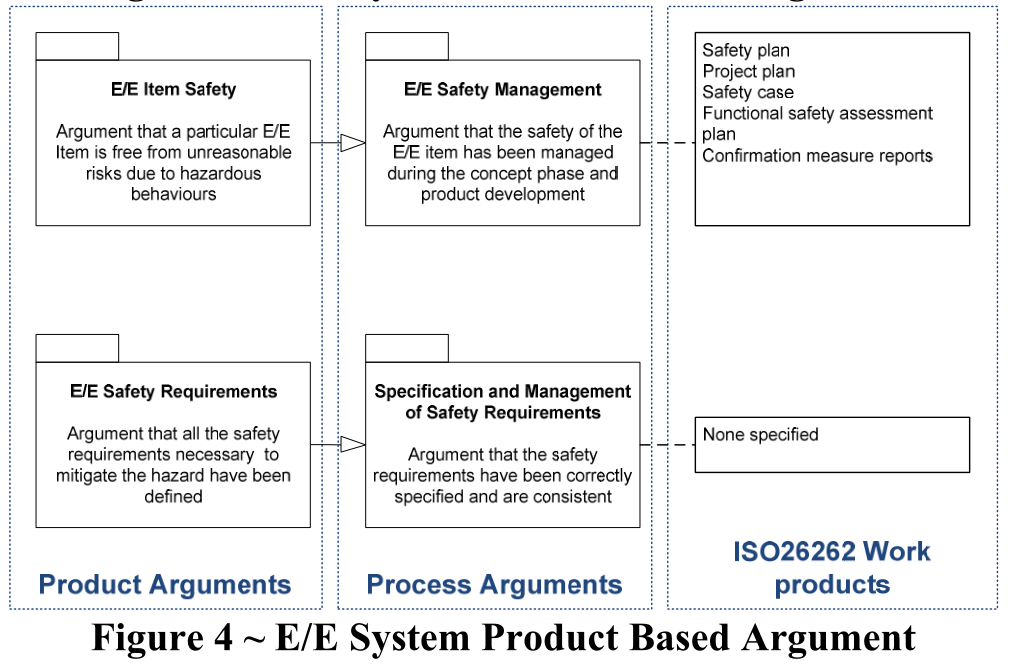 E/E Item Safety
Argument that a particular E/E
Item is free from unreasonable
risks due to hazardous
behaviours
E/E Safety Management
Argument that the safety of the
E/E item has been managed
during the concept phase and
product development
Safety plan
Project plan
Safety case
Functional safety assessment
plan
Confirmation measure reports
E/E Safety Requirements
Argument that all the safety
requirements necessary to
mitigate the hazard have been
defined
Specification and Management
of Safety Requirements
Argument that the safety
requirements have been correctly
specified and are consistent
None specified
Product Arguments
Process Arguments
ISO26262 Work
products
Figure 4 ~ E/E System Product Based Argument